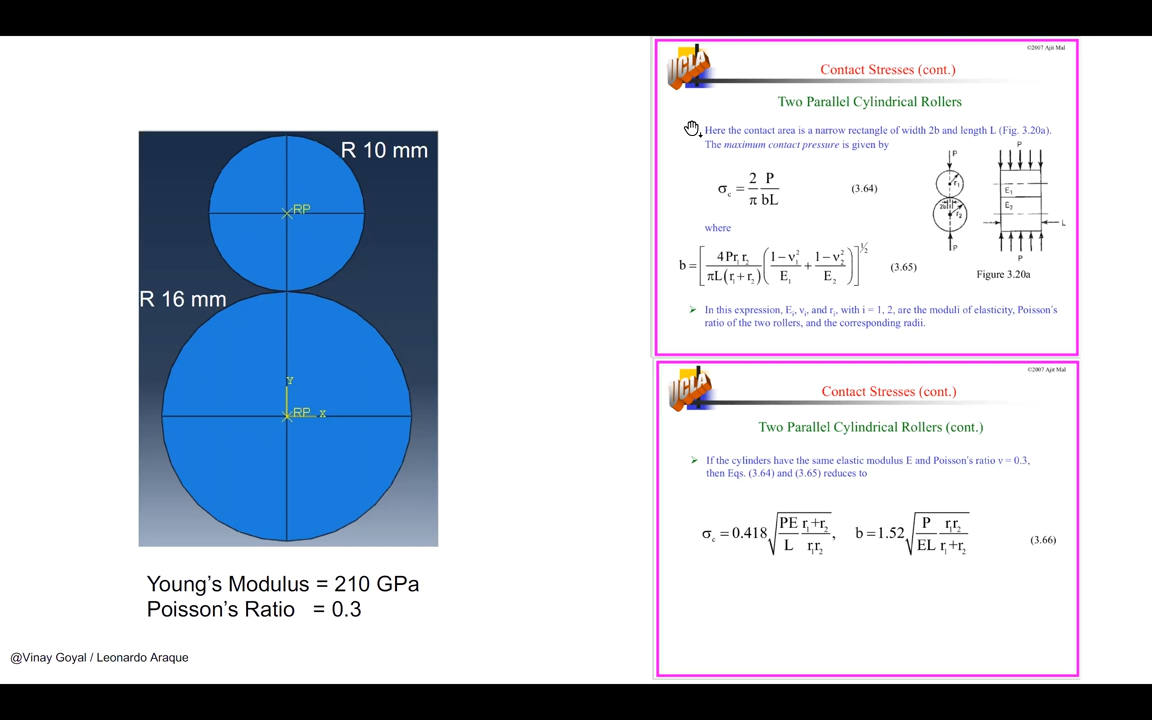 R 10 mm
RP
R 16 mm
Y
RP X
Young's Modulus = 210 GPa
Poisson's Ratio = 0.3
@Vinay Goyal / Leonardo Araque
©2007 Ajit Mal
UCLA
Contact Stresses (cont.)
Two Parallel Cylindrical Rollers
Here the contact area is a narrow rectangle of width 2b and length L (Fig. 3.20a).
The maximum contact pressure is given by
σc = 2/π P/bL (3.64)
where
b = [4Pr1r2/πL(r1+r2) (1−ν1²/E1 + 1−ν2²/E2)]^1/2 (3.65)
P
r1
2b
r2
P
P
E1
E2
L
P
Figure 3.20a
➢ In this expression, Ei, νi, and ri, with i = 1, 2, are the moduli of elasticity, Poisson's
ratio of the two rollers, and the corresponding radii.
©2007 Ajit Mal
UCLA
Contact Stresses (cont.)
Two Parallel Cylindrical Rollers (cont.)
➢ If the cylinders have the same elastic modulus E and Poisson's ratio ν = 0.3,
then Eqs. (3.64) and (3.65) reduces to
σc = 0.418√(PE/L r1+r2/r1r2), b = 1.52√(P/EL r1r2/r1+r2) (3.66)